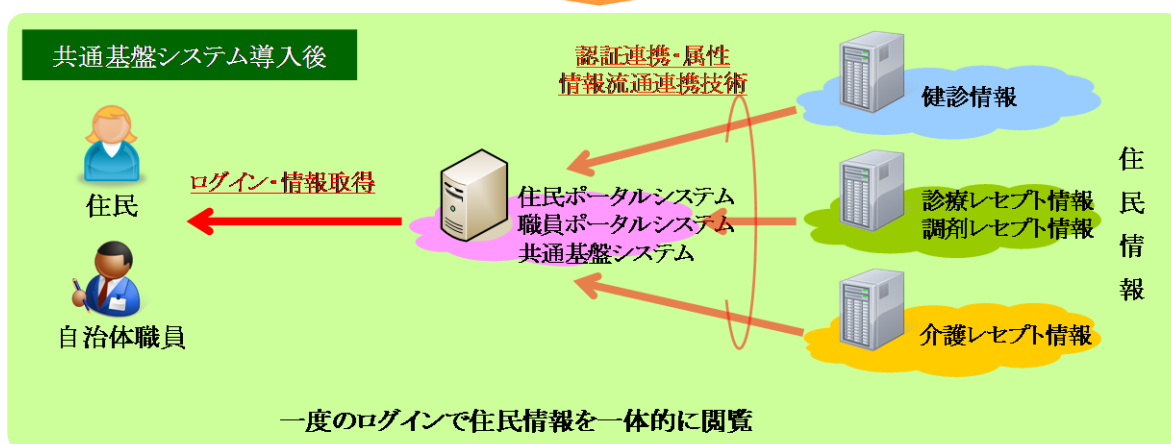 共通基盤システム導入後
認証連携・属性
情報流通連携技術
健診情報
住民
ログイン・情報取得
住民ポータルシステム
職員ポータルシステム
共通基盤システム
診療レセプト情報
調剤レセプト情報
住民情報
自治体職員
介護レセプト情報
一度のログインで住民情報を一体的に閲覧